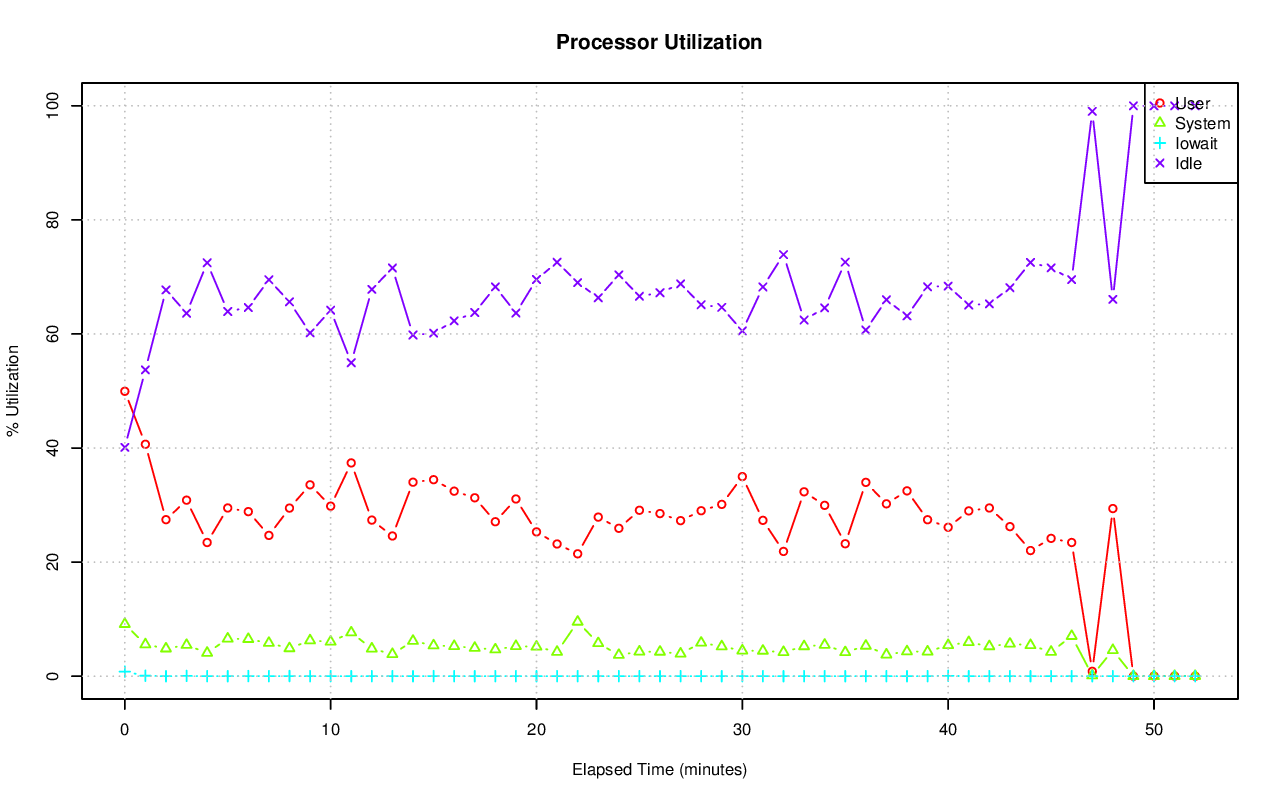 Processor Utilization
% Utilization
100
80
60
40
20
0
User
System
Iowait
Idle
0 10 20 30 40 50
Elapsed Time (minutes)